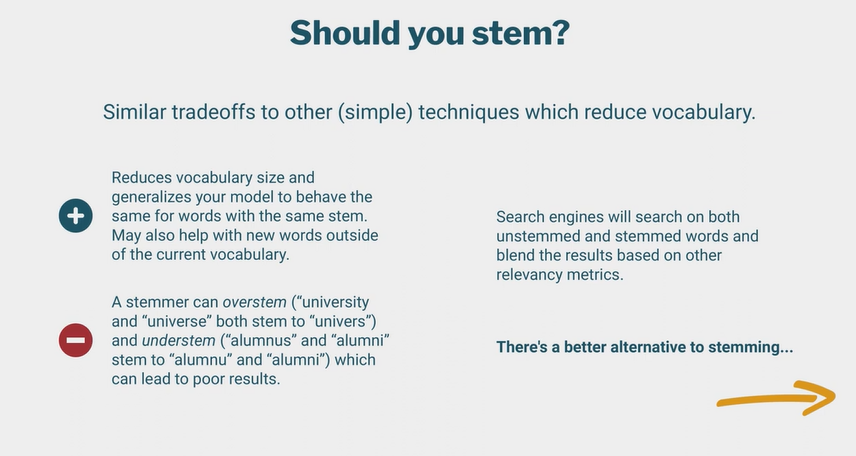 Should you stem?
Similar tradeoffs to other (simple) techniques which reduce vocabulary.
Reduces vocabulary size and
generalizes your model to behave the
same for words with the same stem.
May also help with new words outside
of the current vocabulary.
A stemmer can overstem (“university
and “universe” both stem to “univers”)
and understem (“alumnus” and “alumni”
stem to “alumnu” and “alumni”) which
can lead to poor results.
Search engines will search on both
unstemmed and stemmed words and
blend the results based on other
relevancy metrics.
There's a better alternative to stemming...